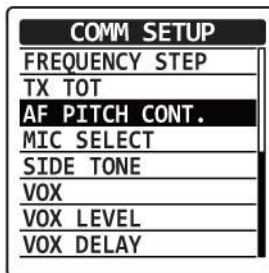 COMM SETUP
FREQUENCY STEP
TX TOT
AF PITCH CONT.
MIC SELECT
SIDE TONE
VOX
VOX LEVEL
VOX DELAY